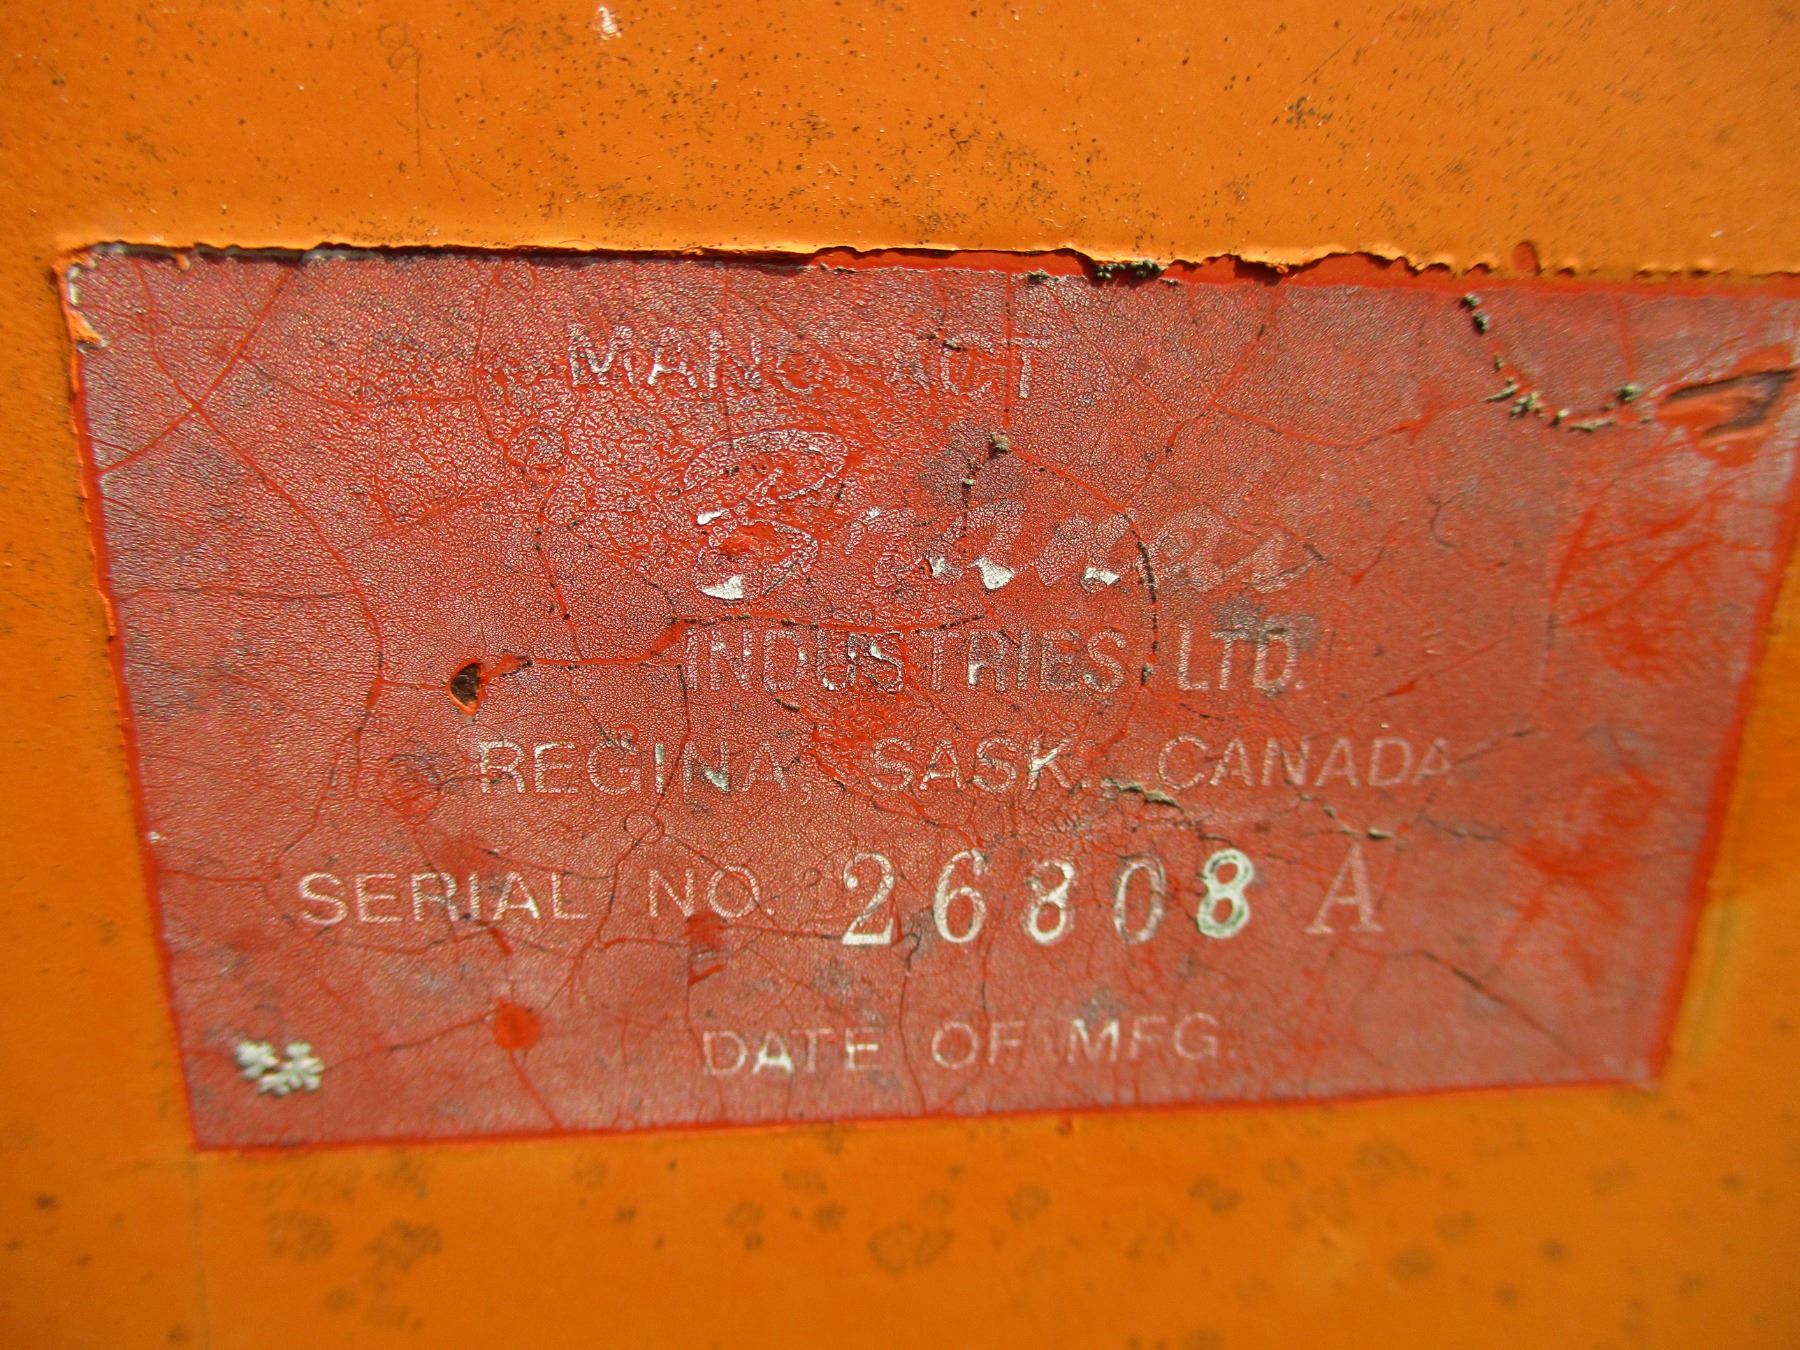 INDUSTRIES LTD.
REGINA, SASK. CANADA
SERIAL NO. 26808 A
DATE OF MFG.